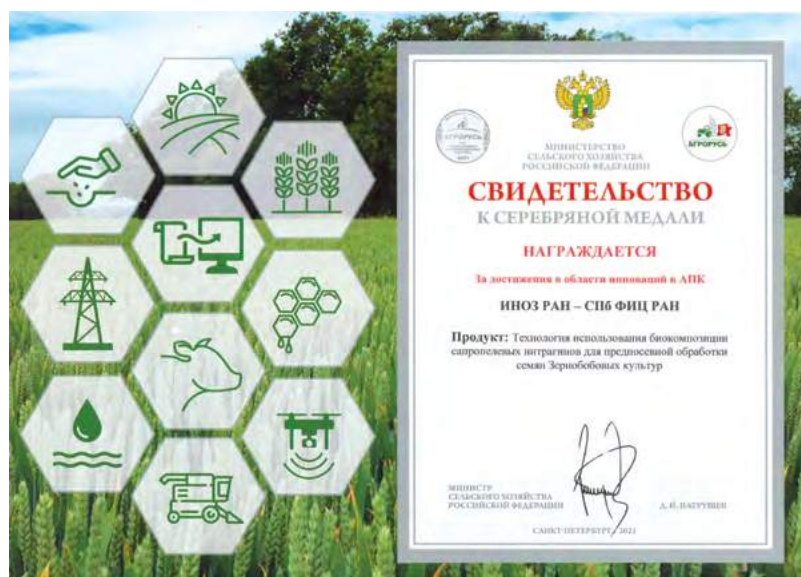 АГРОРУСЬ
АГРОРУСЬ
МИНИСТЕРСТВО
СЕЛЬСКОГО ХОЗЯЙСТВА
РОССИЙСКОЙ ФЕДЕРАЦИИ
СВИДЕТЕЛЬСТВО
К СЕРЕБРЯНОЙ МЕДАЛИ
НАГРАЖДАЕТСЯ
За достижения в области инноваций в АПК
ИНОЗ РАН – СПб ФИЦ РАН
Продукт: Технология использования биокомпозиции
сапропелевых нитрагинов для предпосевной обработки
семян Зернобобовых культур
МИНИСТР
СЕЛЬСКОГО ХОЗЯЙСТВА
РОССИЙСКОЙ ФЕДЕРАЦИИ
Д. Н. ПАТРУШЕВ
САНКТ-ПЕТЕРБУРГ, 2021